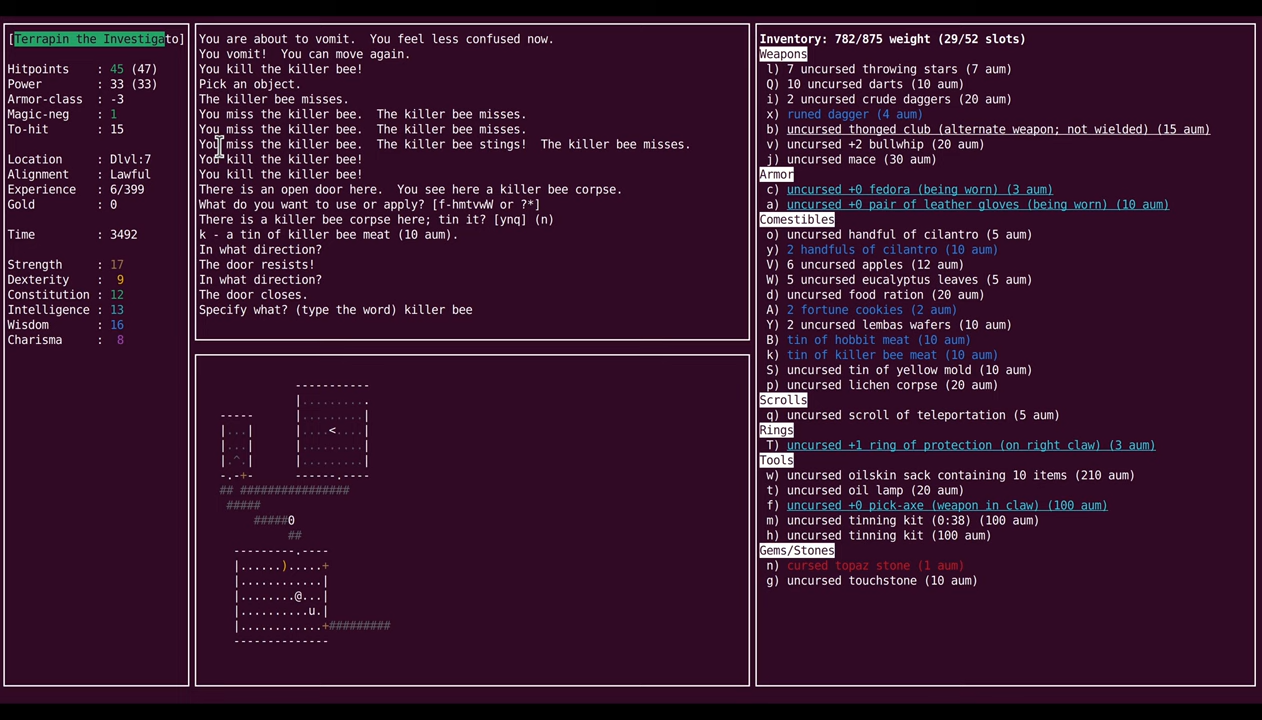 [Terrapin the Investigato]
Hitpoints : 45 (47)
Power : 33 (33)
Armor-class : -3
Magic-neg : 1
To-hit : 15
Location : Dlvl:7
Alignment : Lawful
Experience : 6/399
Gold : 0
Time : 3492
Strength : 17
Dexterity : 9
Constitution : 12
Intelligence : 13
Wisdom : 16
Charisma : 8
You are about to vomit. You feel less confused now.
You vomit! You can move again.
You kill the killer bee!
Pick an object.
The killer bee misses.
You miss the killer bee. The killer bee misses.
You miss the killer bee. The killer bee misses.
You miss the killer bee. The killer bee stings! The killer bee misses.
You kill the killer bee!
You kill the killer bee!
There is an open door here. You see here a killer bee corpse.
What do you want to use or apply? [f-hmtvwW or ?*]
There is a killer bee corpse here; tin it? [ynq] (n)
k - a tin of killer bee meat (10 aum).
In what direction?
The door resists!
In what direction?
The door closes.
Specify what? (type the word) killer bee
-----------
|..........
----- |.........|
|...| |....<....|
|...| |.........|
|.^.| |.........|
-.-+- ------.----
## ################
#####
#####0
##
---------.----
|......).....+
|............|
|........@...|
|..........u.|
|............+#########
--------------
Inventory: 782/875 weight (29/52 slots)
Weapons
l) 7 uncursed throwing stars (7 aum)
Q) 10 uncursed darts (10 aum)
i) 2 uncursed crude daggers (20 aum)
x) runed dagger (4 aum)
b) uncursed thonged club (alternate weapon; not wielded) (15 aum)
v) uncursed +2 bullwhip (20 aum)
j) uncursed mace (30 aum)
Armor
c) uncursed +0 fedora (being worn) (3 aum)
a) uncursed +0 pair of leather gloves (being worn) (10 aum)
Comestibles
o) uncursed handful of cilantro (5 aum)
y) 2 handfuls of cilantro (10 aum)
V) 6 uncursed apples (12 aum)
W) 5 uncursed eucalyptus leaves (5 aum)
d) uncursed food ration (20 aum)
A) 2 fortune cookies (2 aum)
Y) 2 uncursed lembas wafers (10 aum)
B) tin of hobbit meat (10 aum)
k) tin of killer bee meat (10 aum)
S) uncursed tin of yellow mold (10 aum)
p) uncursed lichen corpse (20 aum)
Scrolls
q) uncursed scroll of teleportation (5 aum)
Rings
T) uncursed +1 ring of protection (on right claw) (3 aum)
Tools
w) uncursed oilskin sack containing 10 items (210 aum)
t) uncursed oil lamp (20 aum)
f) uncursed +0 pick-axe (weapon in claw) (100 aum)
m) uncursed tinning kit (0:38) (100 aum)
h) uncursed tinning kit (100 aum)
Gems/Stones
n) cursed topaz stone (1 aum)
g) uncursed touchstone (10 aum)